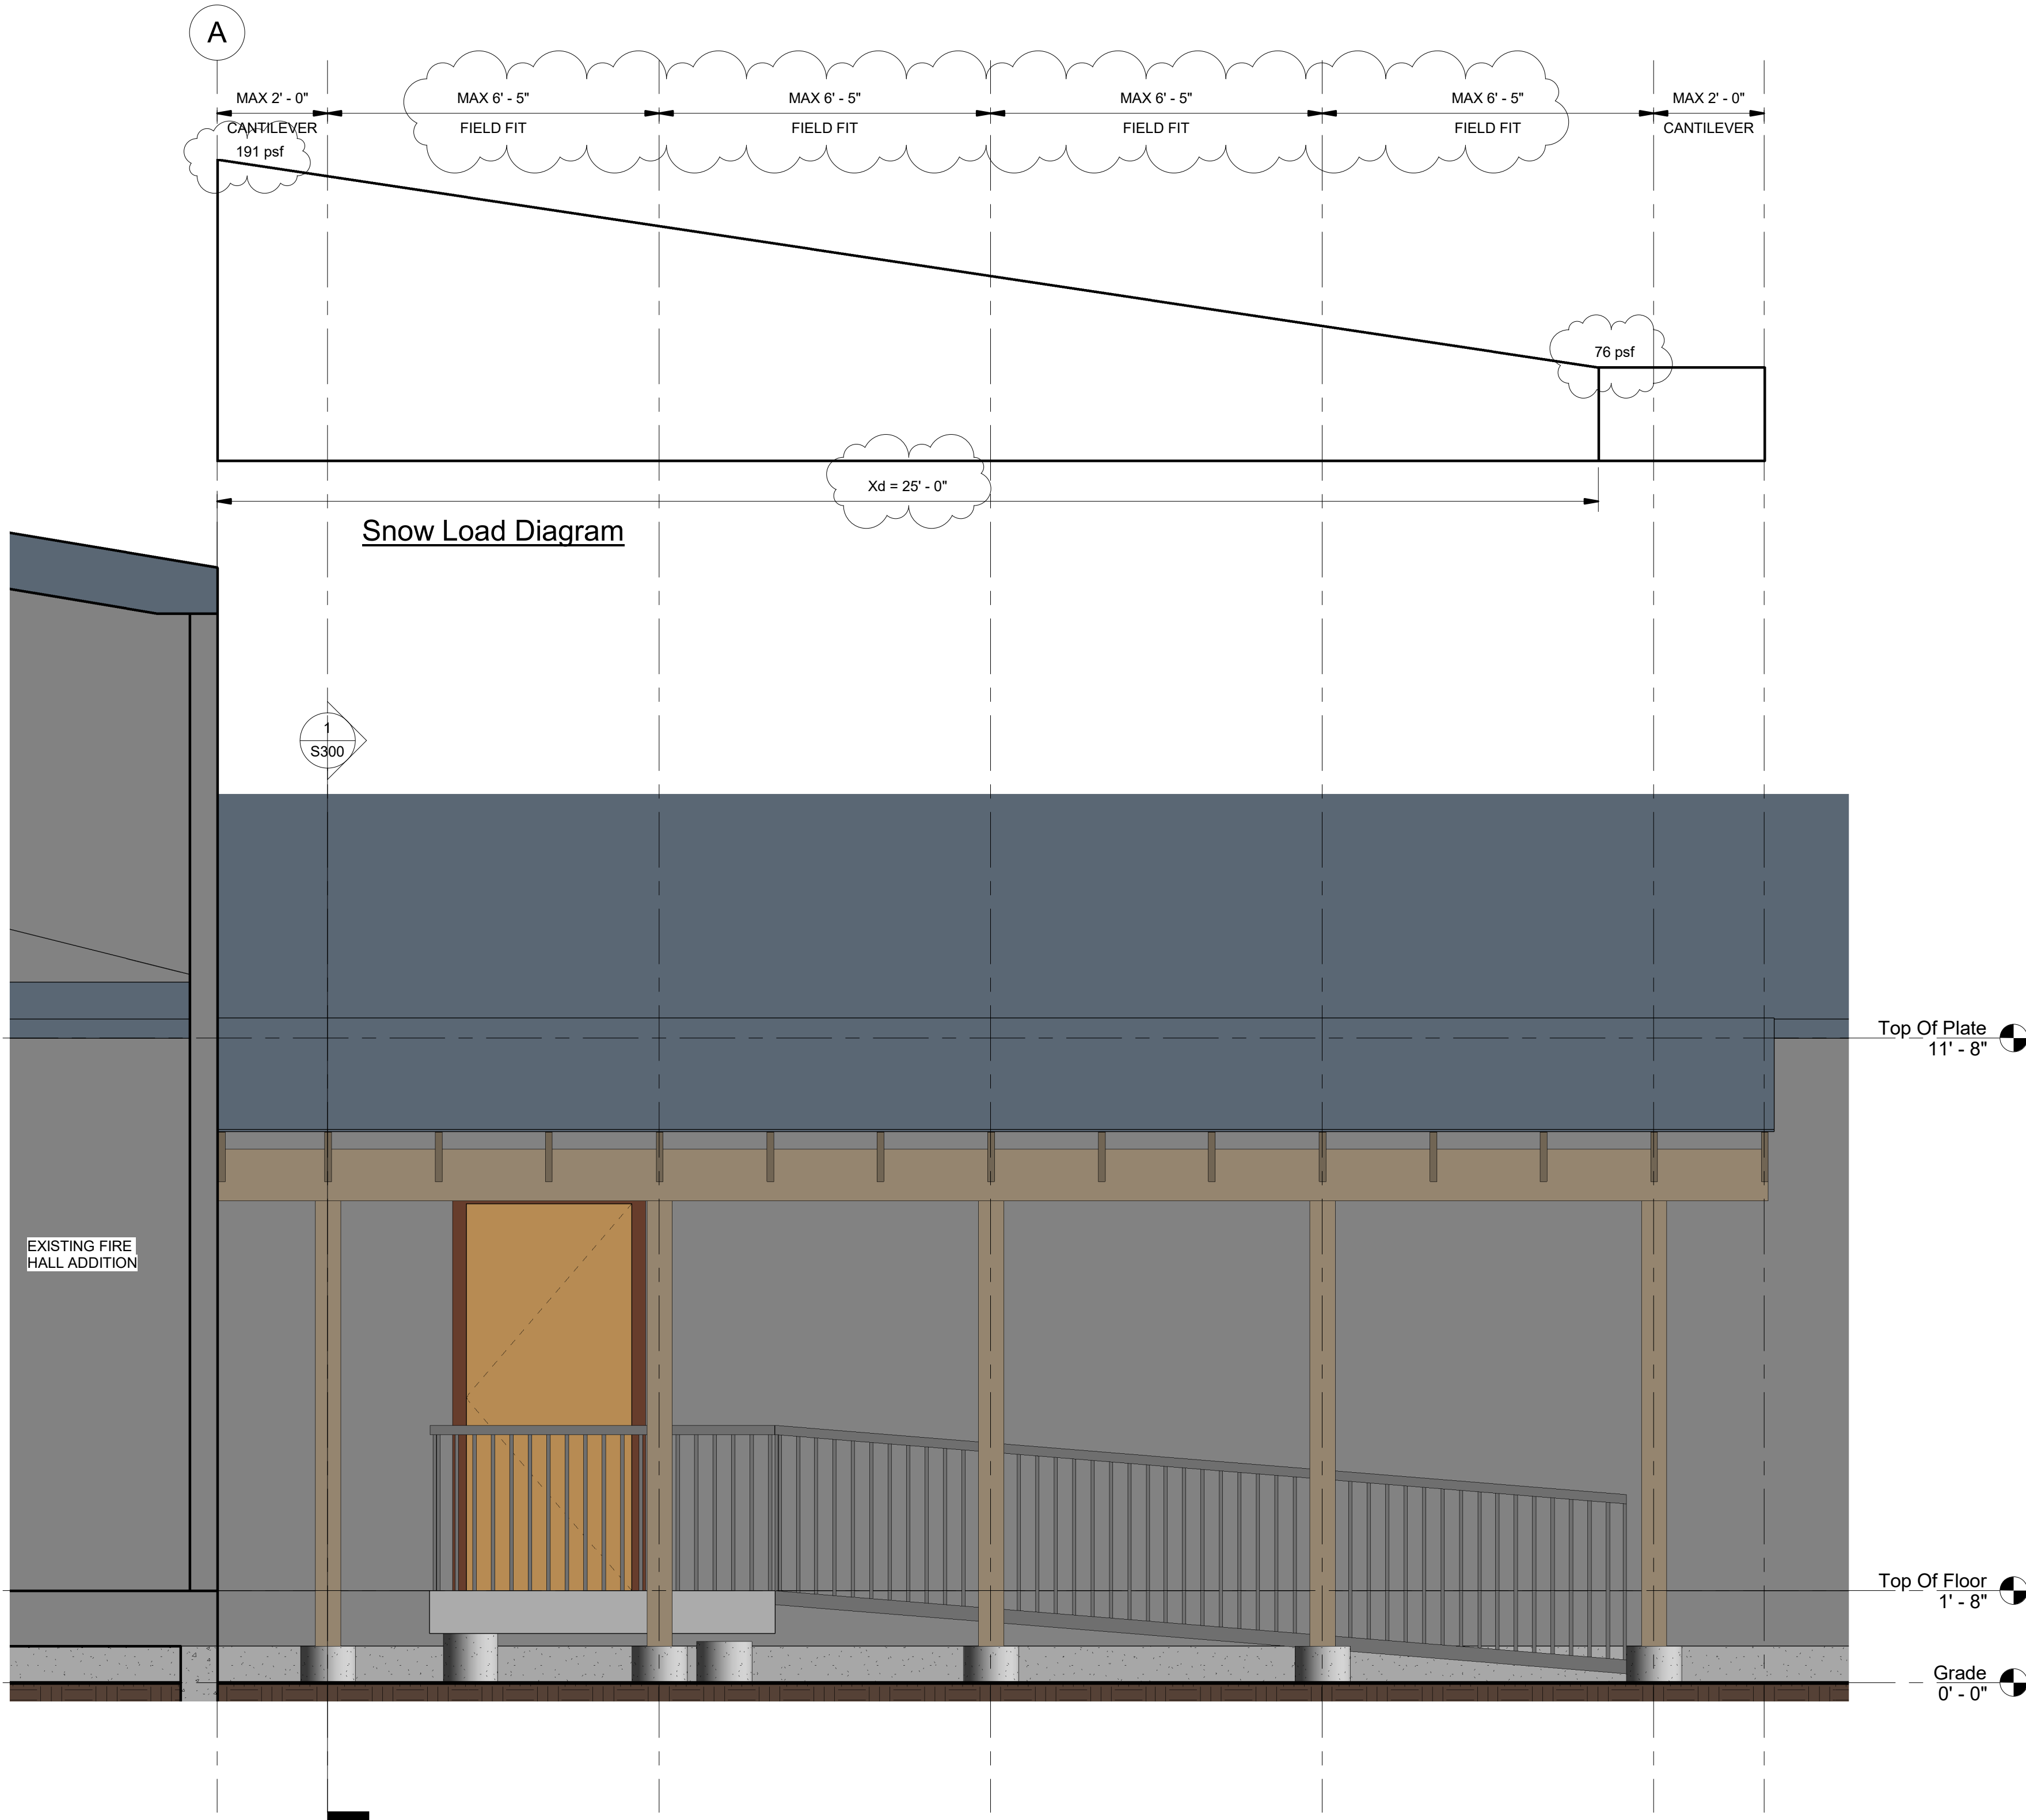 A
MAX 2' - 0"
MAX 6' - 5"
MAX 6' - 5"
MAX 6' - 5"
MAX 6' - 5"
MAX 2' - 0"
CANTILEVER
FIELD FIT
FIELD FIT
FIELD FIT
FIELD FIT
CANTILEVER
191 psf
76 psf
Xd = 25' - 0"
Snow Load Diagram
1
S300
Top Of Plate
11' - 8"
EXISTING FIRE
HALL ADDITION
Top Of Floor
1' - 8"
Grade
0' - 0"